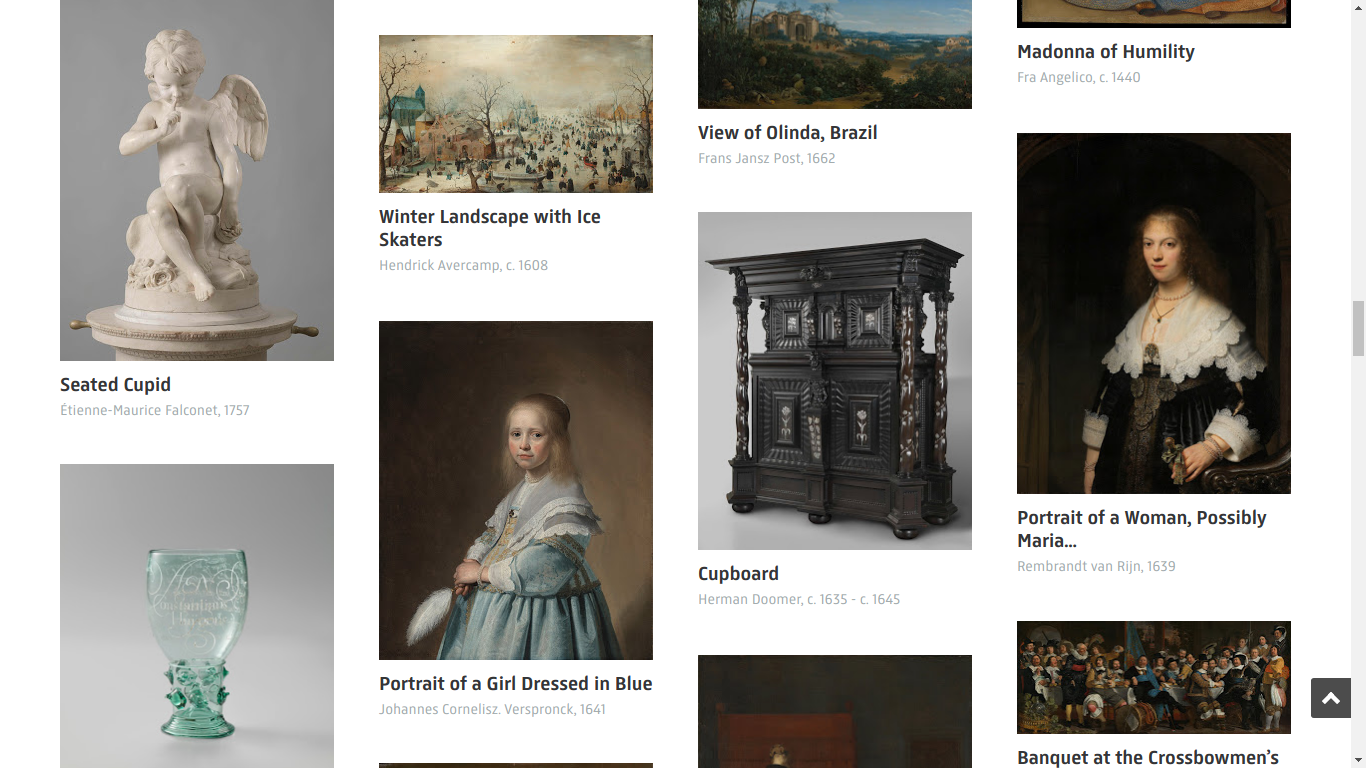 Seated Cupid
Étienne-Maurice Falconet, 1757
Winter Landscape with Ice
Skaters
Hendrick Avercamp, c. 1608
Portrait of a Girl Dressed in Blue
Johannes Cornelisz. Verspronck, 1641
View of Olinda, Brazil
Frans Jansz Post, 1662
Cupboard
Herman Doomer, c. 1635 - c. 1645
Madonna of Humility
Fra Angelico, c. 1440
Portrait of a Woman, Possibly
Maria...
Rembrandt van Rijn, 1639
Banquet at the Crossbowmen’s